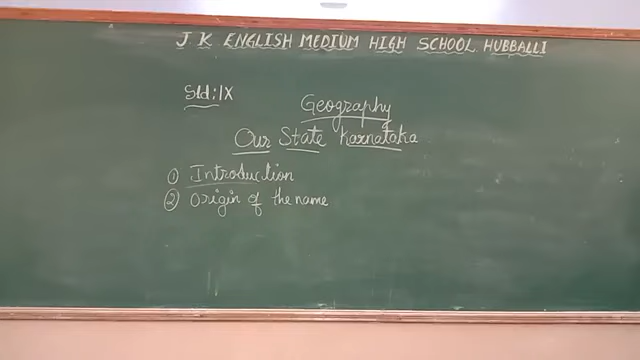 J K ENGLISH MEDIUM HIGH SCHOOL HUBBALLI
Std: IX
Geography
Our State Karnataka
① Introduction
② Origin of the name